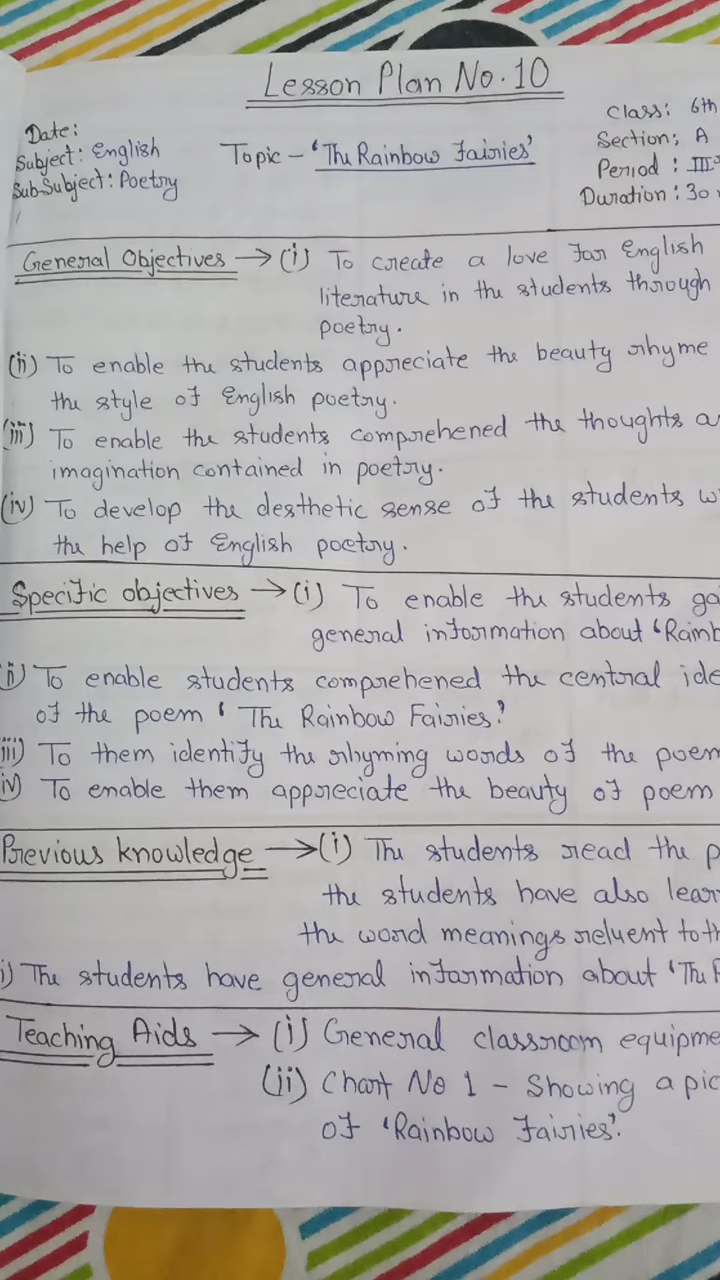 Lesson Plan No. 10
Date:
Subject: English
Sub-Subject: Poetry
Topic - 'The Rainbow Fairies'
Class: 6th
Section: A
Period: III
Duration: 30
General Objectives → (i) To create a love for English
literature in the students through
poetry.
(ii) To enable the students appreciate the beauty rhyme
the style of English poetry.
(iii) To enable the students comprehened the thoughts
imagination contained in poetry.
(iv) To develop the desthetic sense of the students
the help of English poetry.
Specific objectives → (i) To enable the students
general information about 'Rainb
ii) To enable students comprehened the central ide
of the poem 'The Rainbow Fairies'.
iii) To them identify the rhyming words of the poem
iv) To enable them appreciate the beauty of poem
Previous knowledge → (i) The students read the p
the students have also lear
the word meanings reluent to th
i) The students have general information about 'The
Teaching Aids → (i) General classroom equipme
(ii) Chart No 1 - Showing a pic
of 'Rainbow Fairies'.